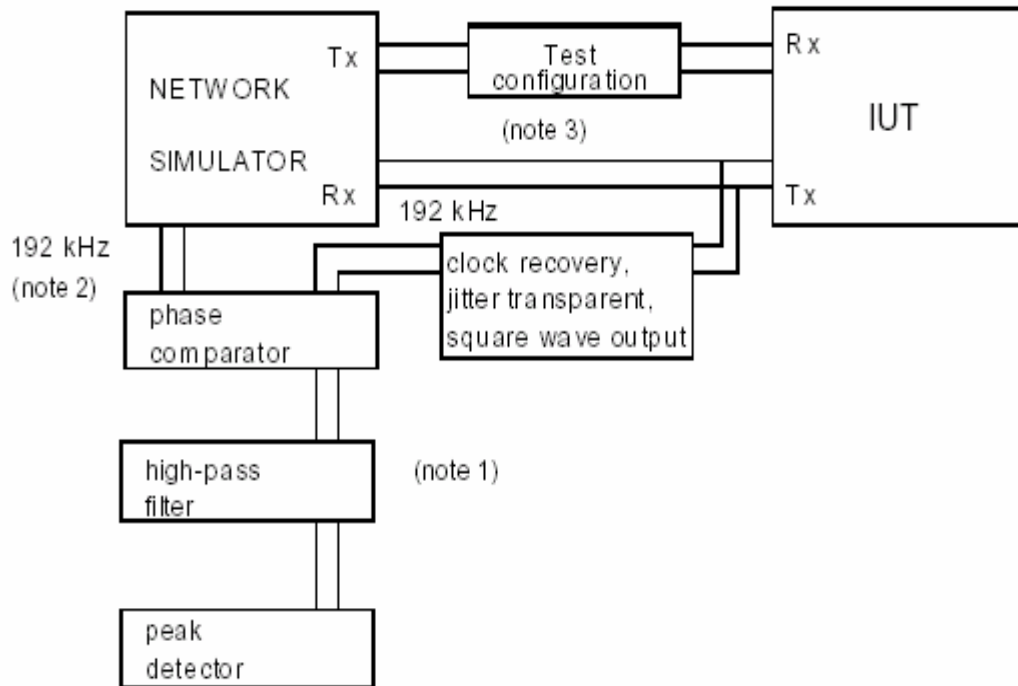 Tx
NETWORK
SIMULATOR
Rx
Test
configuration
(note 3)
Rx
IUT
Tx
192 kHz
192 kHz
(note 2)
clock recovery,
jitter transparent,
square wave output
phase
comparator
high-pass
filter
(note 1)
peak
detector